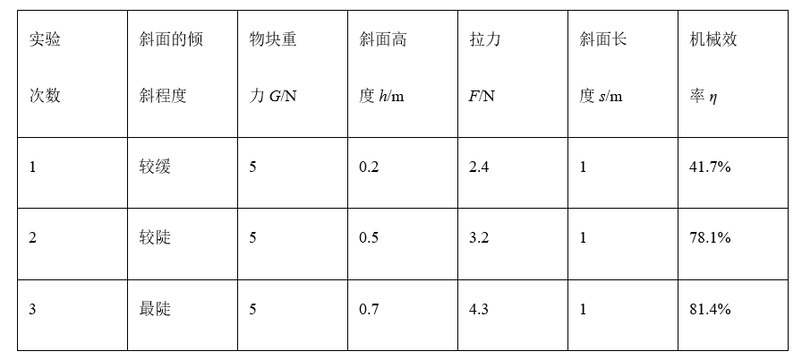 实验 斜面的倾 物块重 斜面高 拉力 斜面长 机械效
次数 斜程度 力 G/N 度 h/m F/N 度 s/m 率 η
1 较缓 5 0.2 2.4 1 41.7%
2 较陡 5 0.5 3.2 1 78.1%
3 最陡 5 0.7 4.3 1 81.4%